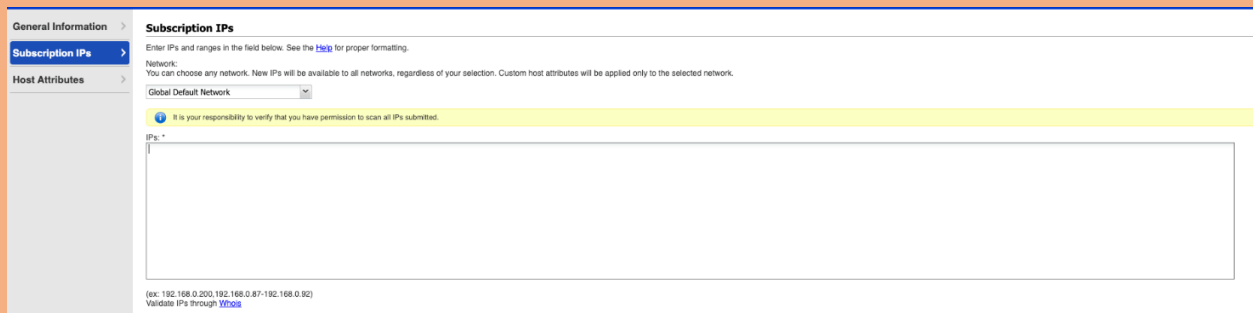 General Information
Subscription IPs
Host Attributes
Subscription IPs
Enter IPs and ranges in the field below. See the Help for proper formatting.
Network:
You can choose any network. New IPs will be available to all networks, regardless of your selection. Custom host attributes will be applied only to the selected network.
Global Default Network
It is your responsibility to verify that you have permission to scan all IPs submitted.
IPs: *
(ex: 192.168.0.200,192.168.0.87-192.168.0.92)
Validate IPs through Whois